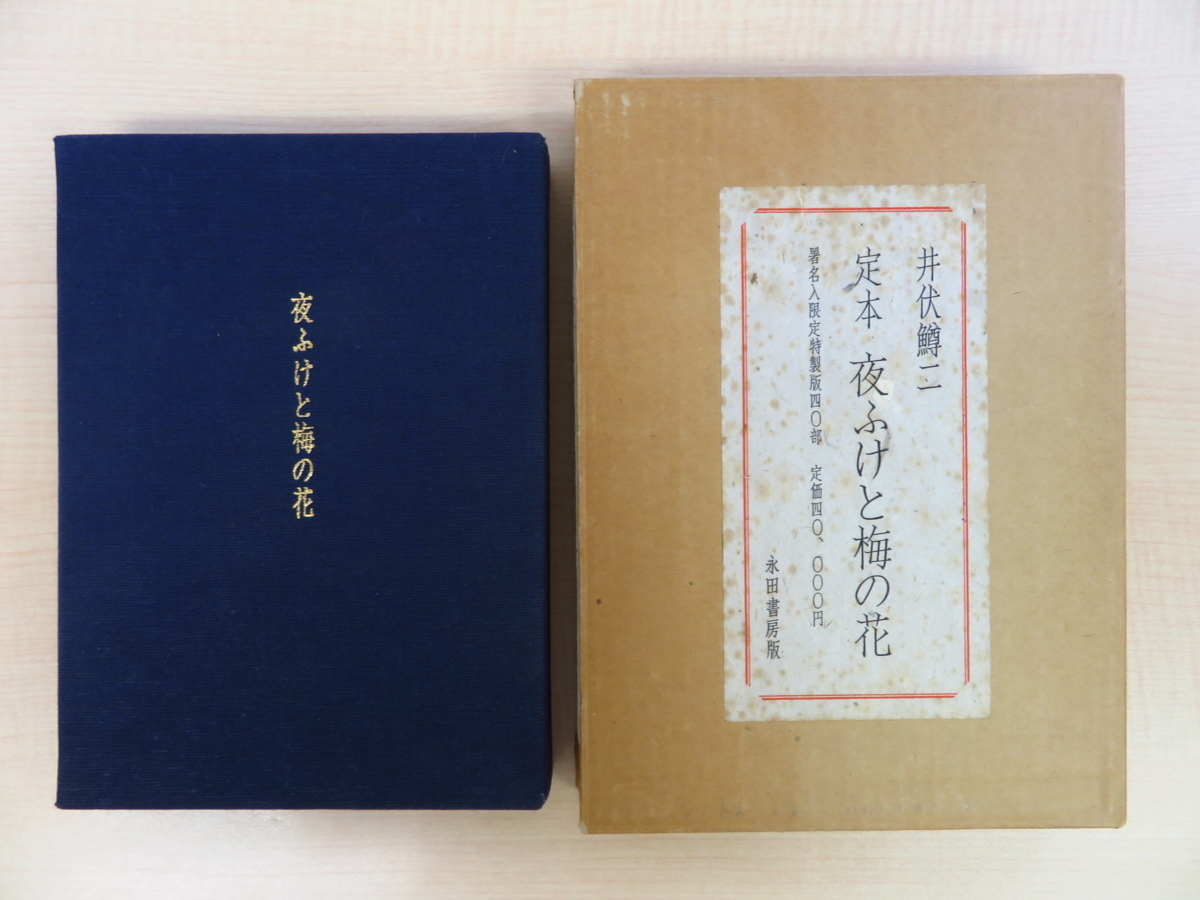 夜ふけと梅の花
井伏鱒二
定本 夜ふけと梅の花
署名入限定特製版四〇部 定価四〇、〇〇〇円
永田書房版